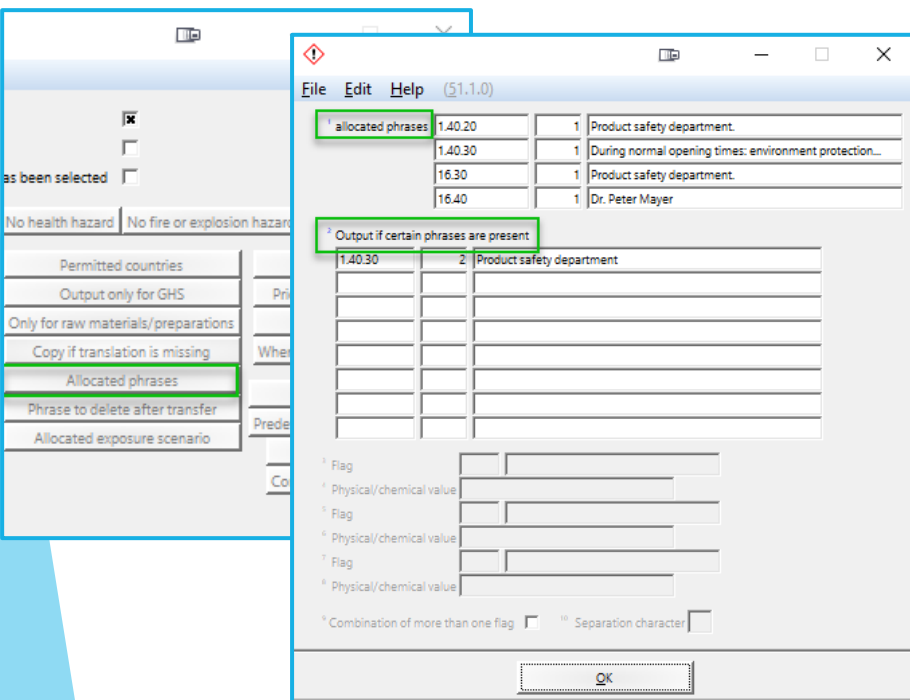 as been selected
No health hazard No fire or explosion hazard
Permitted countries
Output only for GHS
Only for raw materials/preparations
Copy if translation is missing
Allocated phrases
Phrase to delete after transfer
Allocated exposure scenario
Pri
Wher
Prede
Co
File Edit Help (51.1.0)
1 allocated phrases 1.40.20 1 Product safety department.
1.40.30 1 During normal opening times: environment protection...
16.30 1 Product safety department.
16.40 1 Dr. Peter Mayer
2 Output if certain phrases are present
1.40.30 2 Product safety department
3 Flag
4 Physical/chemical value
5 Flag
6 Physical/chemical value
7 Flag
8 Physical/chemical value
9 Combination of more than one flag 10 Separation character
OK